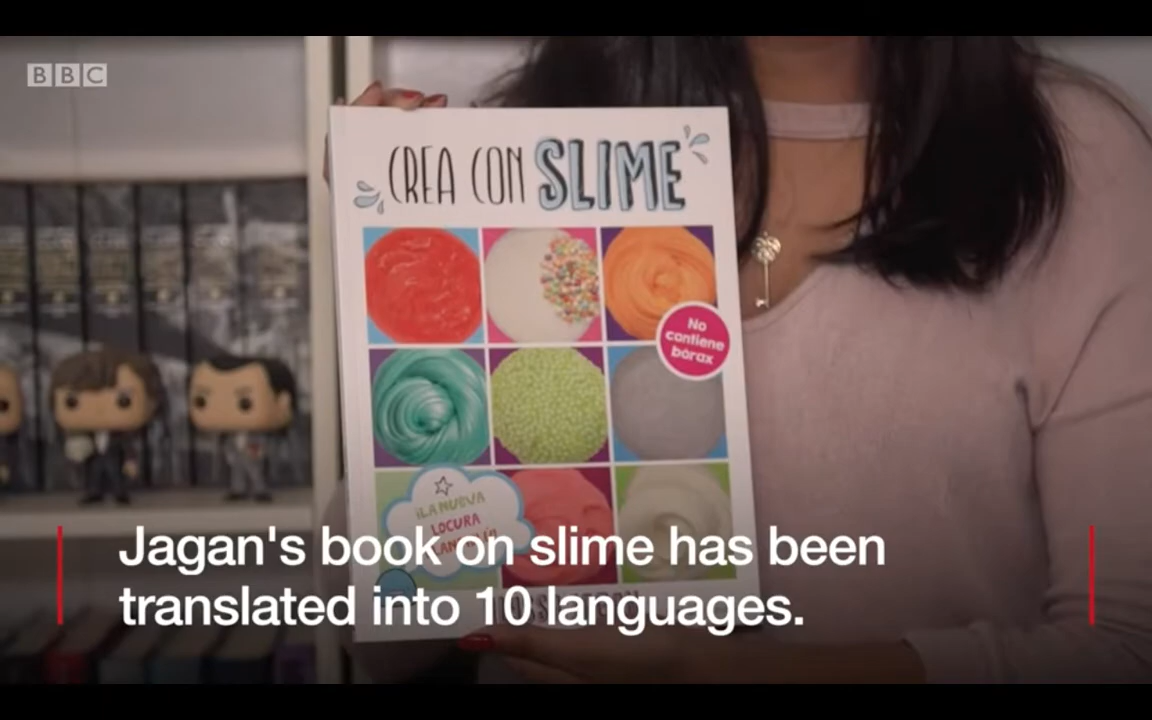 BBC
CREA CON SLIME
No
contiene
bórax
¡LA NUEVA
LOCURA
Jagan's book on slime has been
translated into 10 languages.